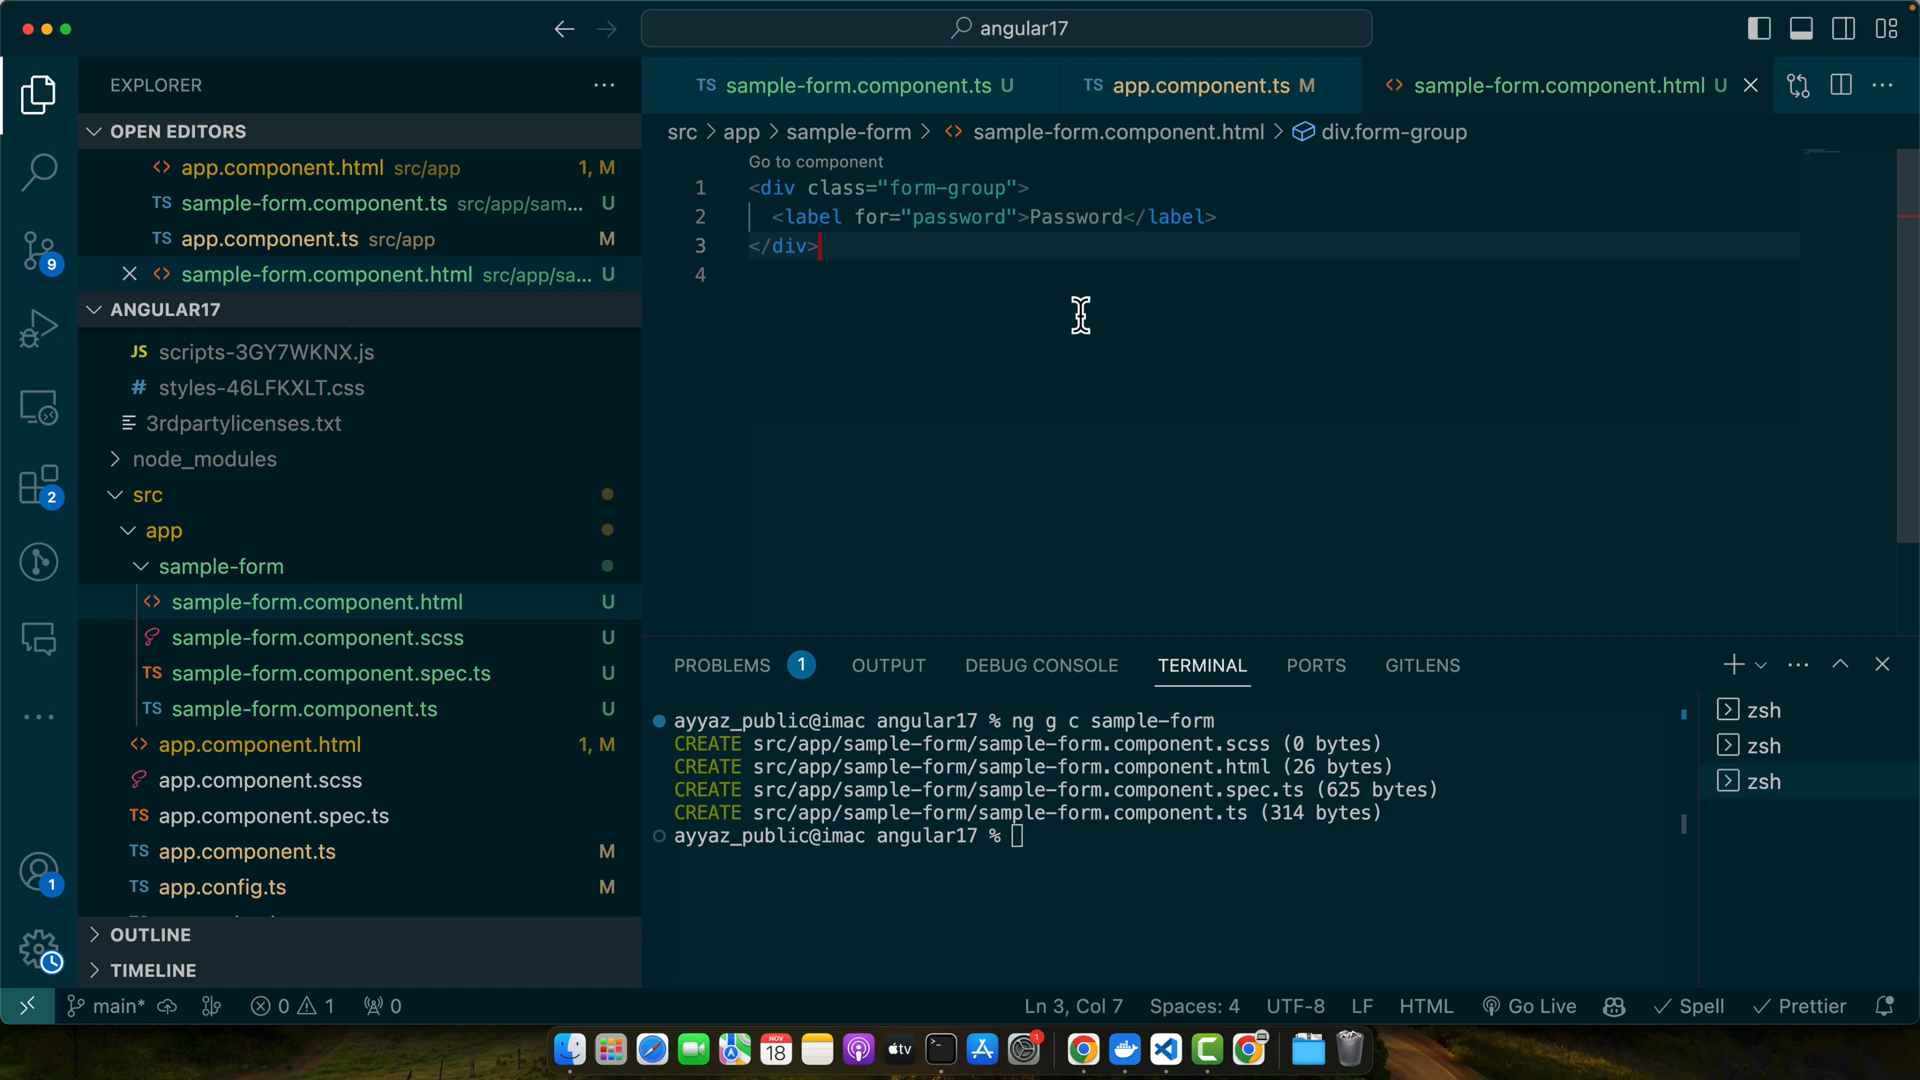 angular17
EXPLORER
OPEN EDITORS
app.component.html src/app 1, M
TS sample-form.component.ts src/app/sam... U
TS app.component.ts src/app M
sample-form.component.html src/app/sa... U
ANGULAR17
JS scripts-3GY7WKNX.js
# styles-46LFKXLT.css
3rdpartylicenses.txt
node_modules
src
app
sample-form
sample-form.component.html U
sample-form.component.scss U
TS sample-form.component.spec.ts U
TS sample-form.component.ts U
app.component.html 1, M
app.component.scss
TS app.component.spec.ts
TS app.component.ts M
TS app.config.ts M
OUTLINE
TIMELINE
9
2
1
TS sample-form.component.ts U
TS app.component.ts M
sample-form.component.html U
src > app > sample-form > sample-form.component.html > div.form-group
Go to component
1 <div class="form-group">
2 <label for="password">Password</label>
3 </div>
4
PROBLEMS 1 OUTPUT DEBUG CONSOLE TERMINAL PORTS GITLENS
ayyaz_public@imac angular17 % ng g c sample-form
CREATE src/app/sample-form/sample-form.component.scss (0 bytes)
CREATE src/app/sample-form/sample-form.component.html (26 bytes)
CREATE src/app/sample-form/sample-form.component.spec.ts (625 bytes)
CREATE src/app/sample-form/sample-form.component.ts (314 bytes)
ayyaz_public@imac angular17 %
zsh
zsh
zsh
main* 0 1 0 Ln 3, Col 7 Spaces: 4 UTF-8 LF HTML Go Live Spell Prettier
NOV
18
tv
1